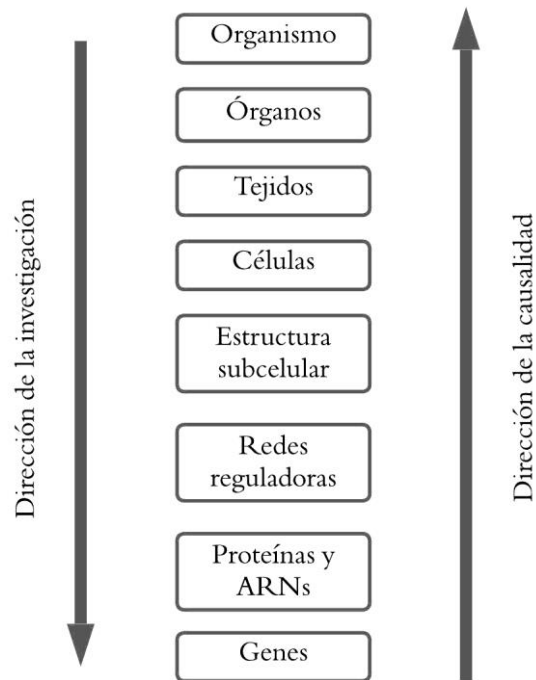 Organismo
Órganos
Tejidos
Células
Estructura
subcelular
Redes
reguladoras
Proteínas y
ARNs
Genes
Dirección de la investigación
Dirección de la causalidad